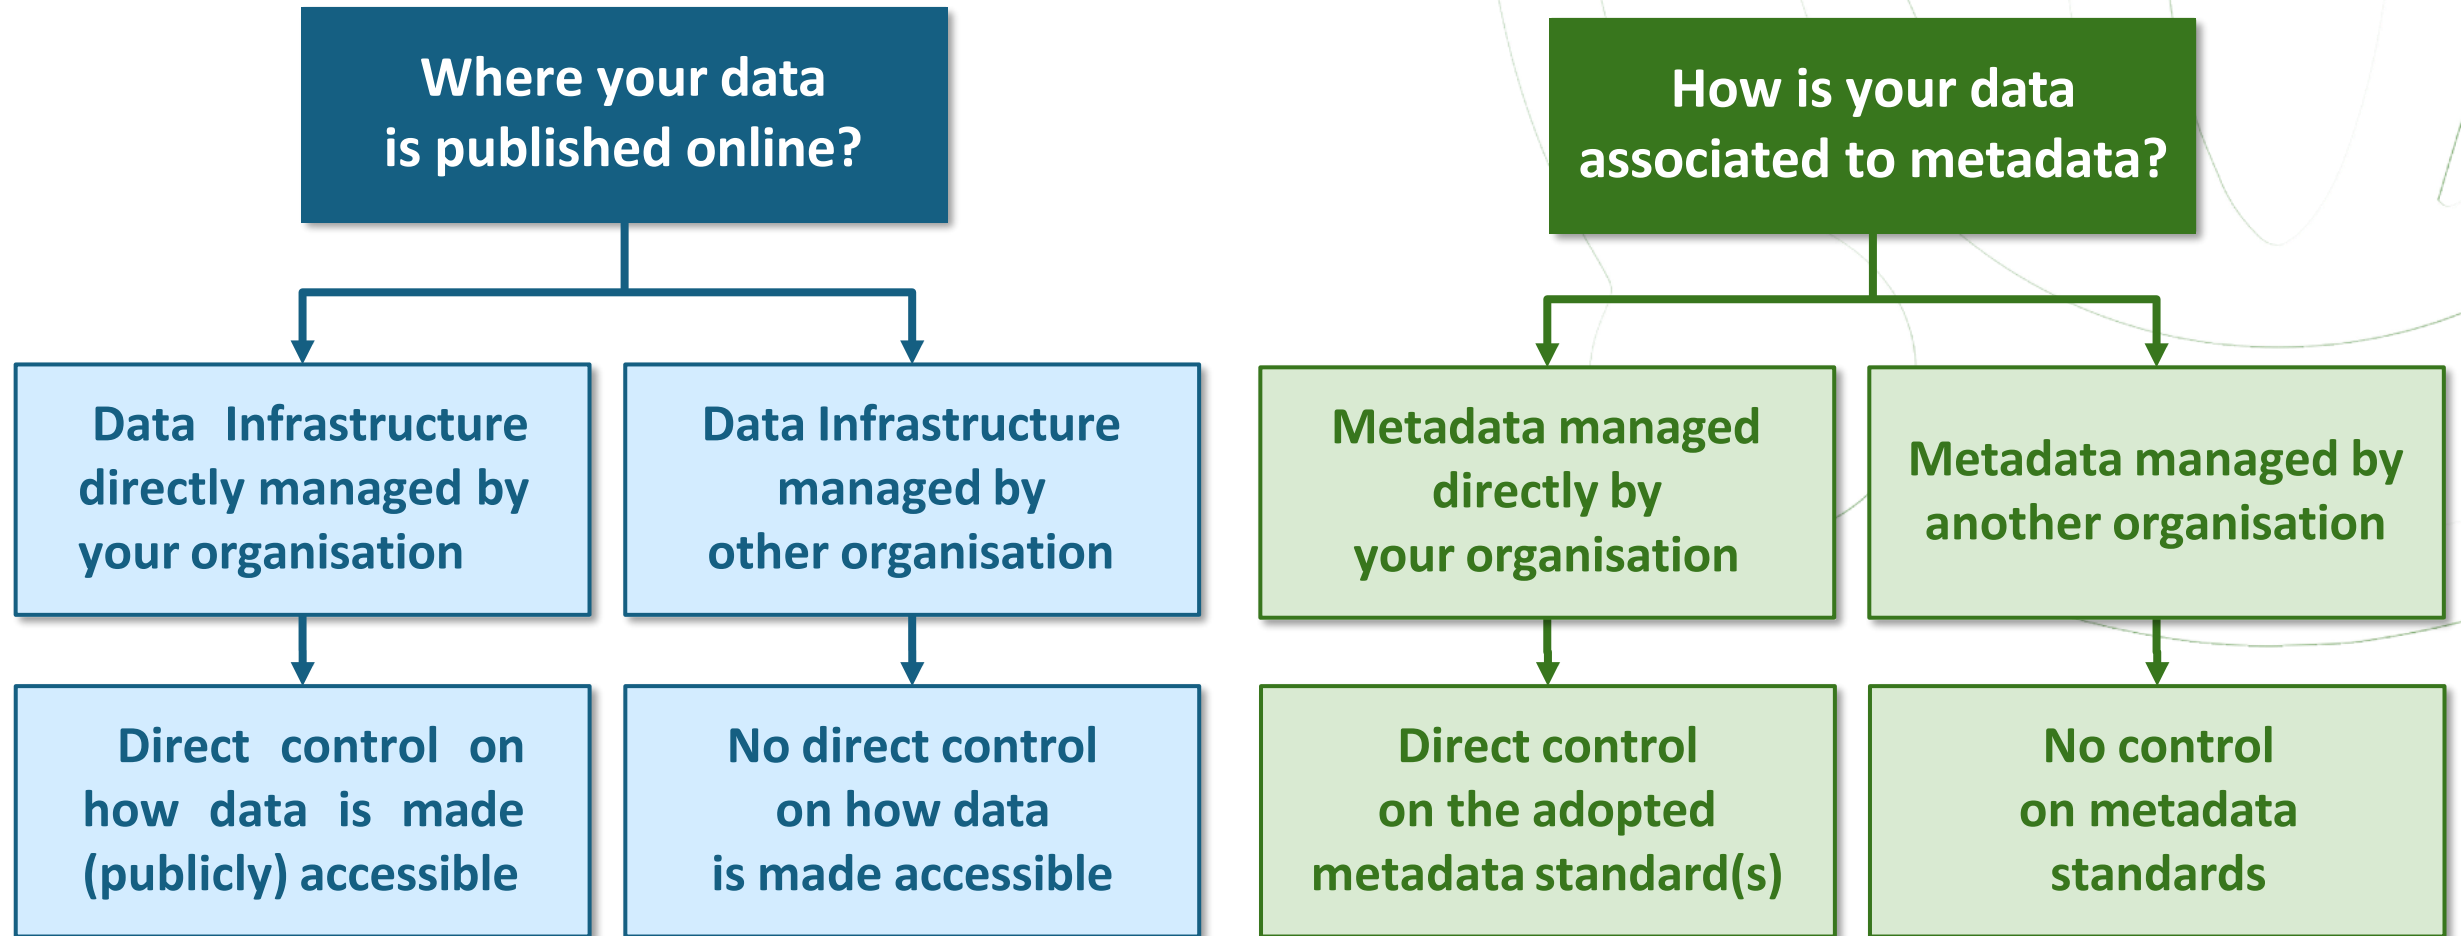 Where your data
is published online?
Data Infrastructure
directly managed by
your organisation
Data Infrastructure
managed by
other organisation
Direct control on
how data is made
(publicly) accessible
No direct control
on how data
is made accessible
How is your data
associated to metadata?
Metadata managed
directly by
your organisation
Metadata managed by
another organisation
Direct control
on the adopted
metadata standard(s)
No control
on metadata
standards